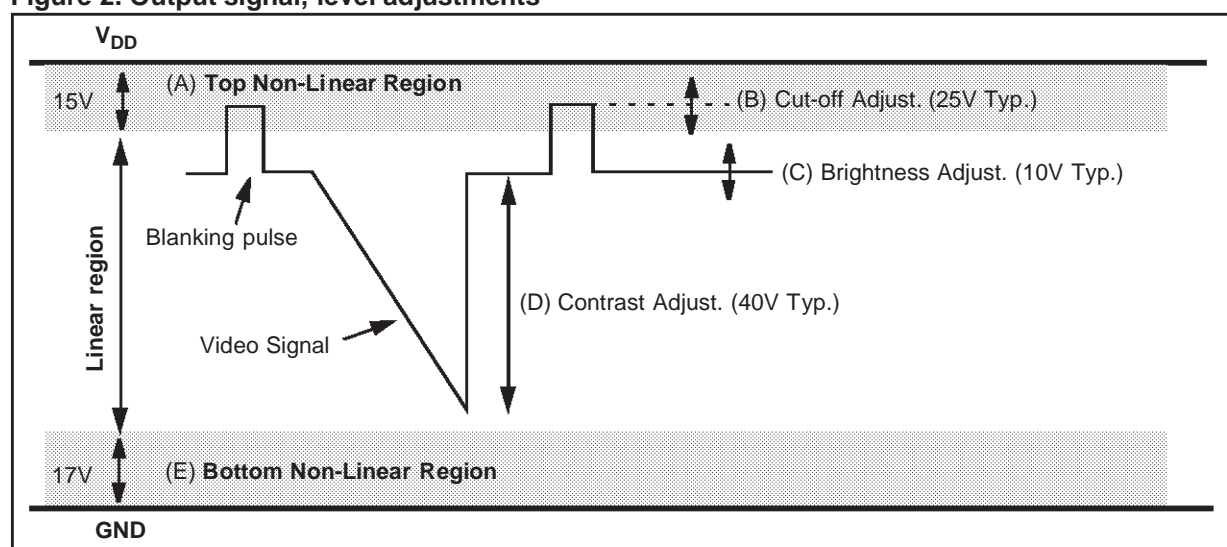 Figure 2. Output signal, level adjustments
VDD
15V
(A) Top Non-Linear Region
(B) Cut-off Adjust. (25V Typ.)
(C) Brightness Adjust. (10V Typ.)
Blanking pulse
Linear region
(D) Contrast Adjust. (40V Typ.)
Video Signal
17V
(E) Bottom Non-Linear Region
GND